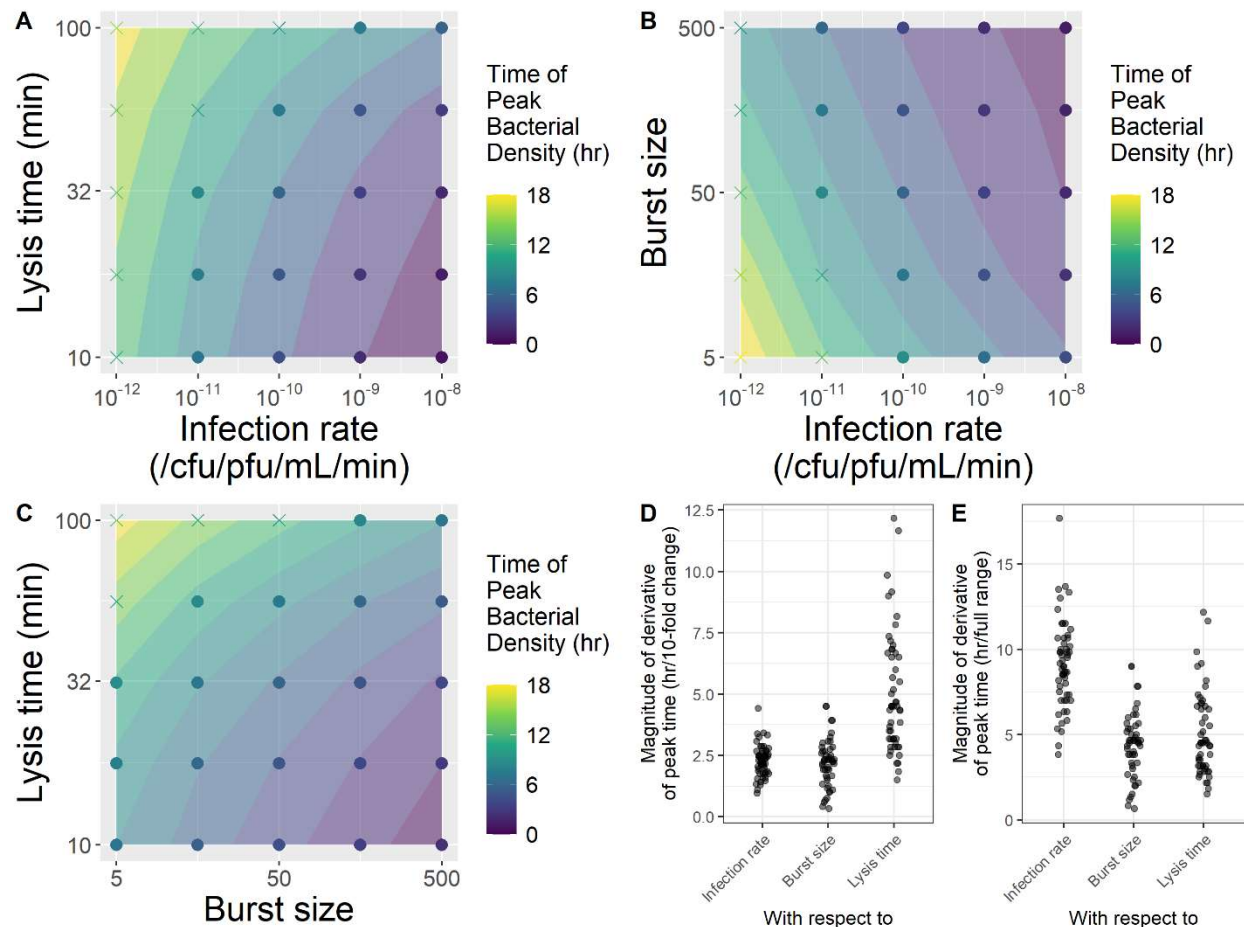 A
100
32
10
Lysis time (min)
10⁻¹²
10⁻¹¹
10⁻¹⁰
10⁻⁹
10⁻⁸
Infection rate
(/cfu/pfu/mL/min)
Time of
Peak
Bacterial
Density (hr)
18
12
6
0
B
500
50
5
Burst size
10⁻¹²
10⁻¹¹
10⁻¹⁰
10⁻⁹
10⁻⁸
Infection rate
(/cfu/pfu/mL/min)
Time of
Peak
Bacterial
Density (hr)
18
12
6
0
C
100
32
10
Lysis time (min)
5
50
500
Burst size
Time of
Peak
Bacterial
Density (hr)
18
12
6
0
D
Magnitude of derivative
of peak time (hr/10-fold change)
12.5
10.0
7.5
5.0
2.5
0.0
Infection rate
Burst size
Lysis time
With respect to
E
Magnitude of derivative
of peak time (hr/full range)
15
10
5
0
Infection rate
Burst size
Lysis time
With respect to